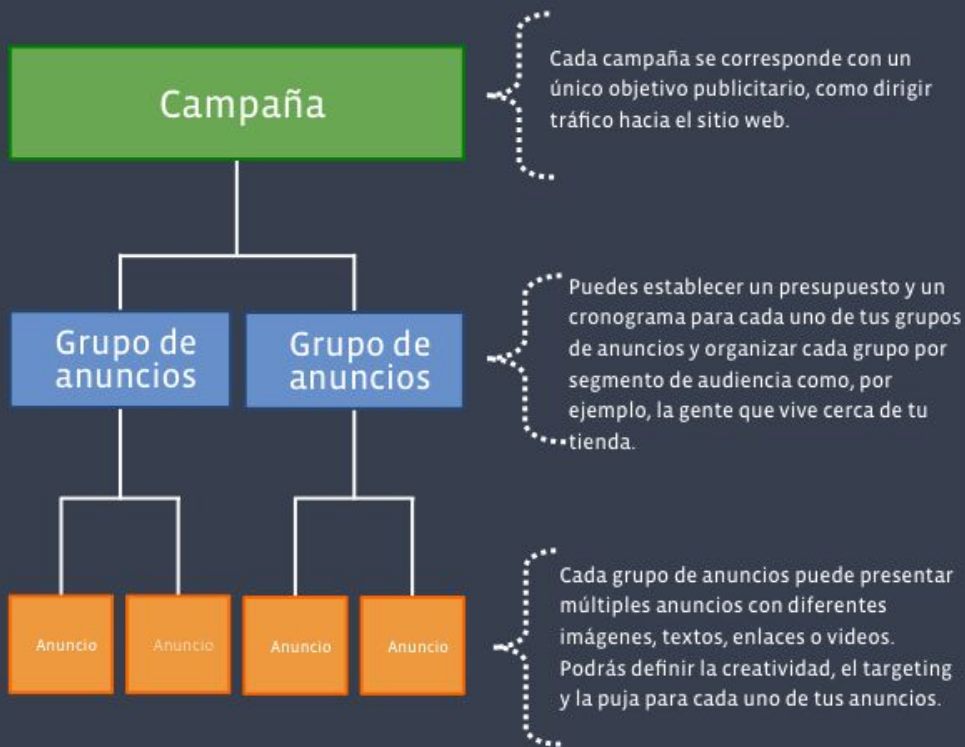 Campaña
Cada campaña se corresponde con un
único objetivo publicitario, como dirigir
tráfico hacia el sitio web.
Grupo de
anuncios
Grupo de
anuncios
Puedes establecer un presupuesto y un
cronograma para cada uno de tus grupos
de anuncios y organizar cada grupo por
segmento de audiencia como, por
ejemplo, la gente que vive cerca de tu
tienda.
Anuncio
Anuncio
Anuncio
Anuncio
Cada grupo de anuncios puede presentar
múltiples anuncios con diferentes
imágenes, textos, enlaces o videos.
Podrás definir la creatividad, el targeting
y la puja para cada uno de tus anuncios.